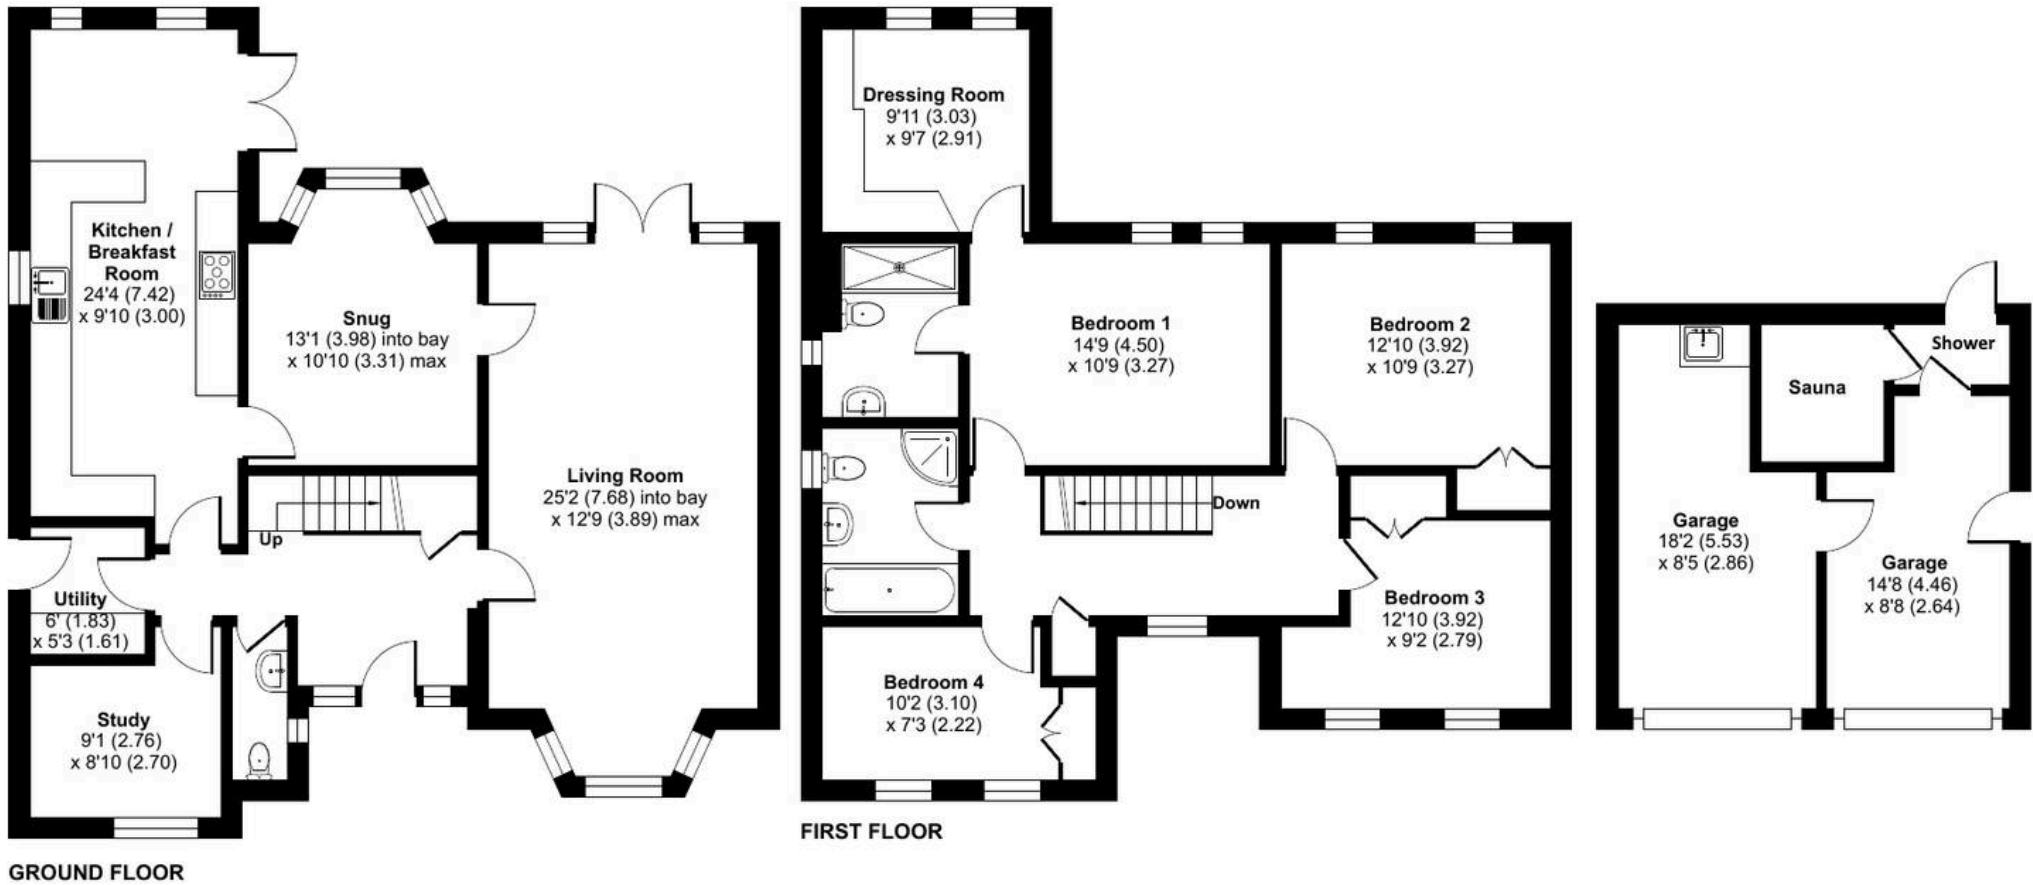 Kitchen /
Breakfast
Room
24'4 (7.42)
x 9'10 (3.00)
Snug
13'1 (3.98) into bay
x 10'10 (3.31) max
Living Room
25'2 (7.68) into bay
x 12'9 (3.89) max
Up
Utility
6' (1.83)
x 5'3 (1.61)
Study
9'1 (2.76)
x 8'10 (2.70)
GROUND FLOOR
Dressing Room
9'11 (3.03)
x 9'7 (2.91)
Bedroom 1
14'9 (4.50)
x 10'9 (3.27)
Bedroom 2
12'10 (3.92)
x 10'9 (3.27)
Down
Bedroom 3
12'10 (3.92)
x 9'2 (2.79)
Bedroom 4
10'2 (3.10)
x 7'3 (2.22)
FIRST FLOOR
Shower
Sauna
Garage
18'2 (5.53)
x 8'5 (2.86)
Garage
14'8 (4.46)
x 8'8 (2.64)